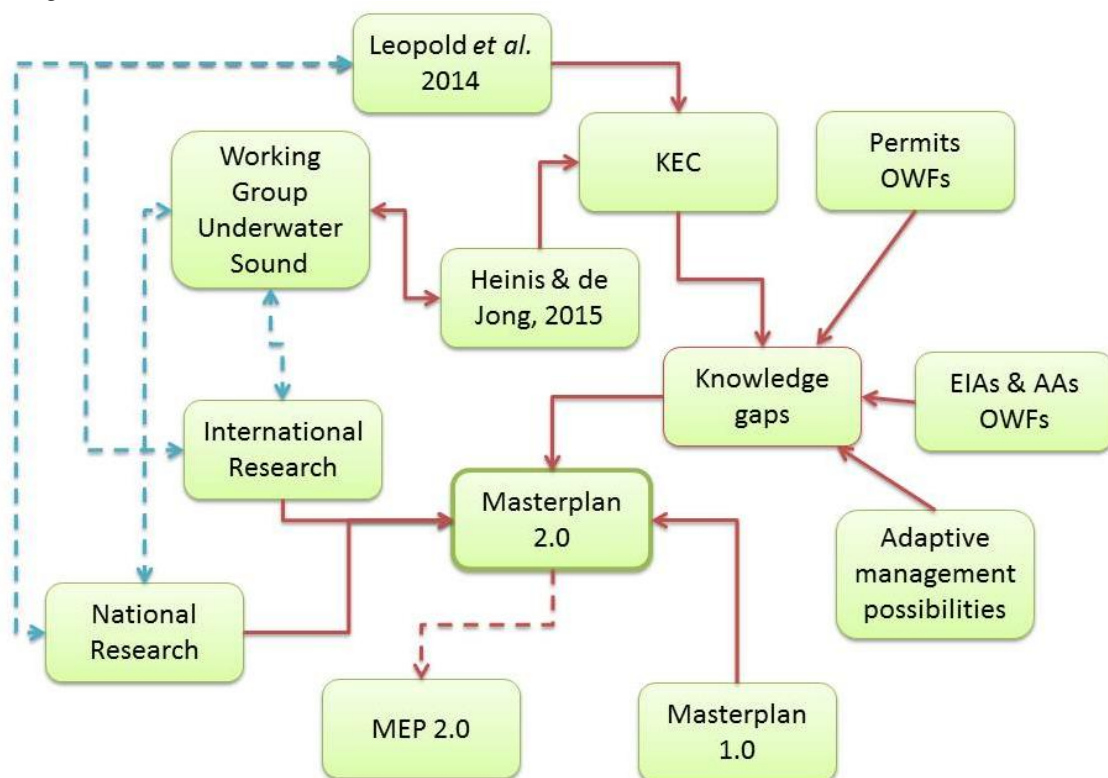 Leopold et al.
2014
Working
Group
Underwater
Sound
KEC
Permits
OWFs
Heinis & de
Jong, 2015
Knowledge
gaps
EIAs & AAs
OWFs
International
Research
Masterplan
2.0
Adaptive
management
possibilities
National
Research
MEP 2.0
Masterplan
1.0